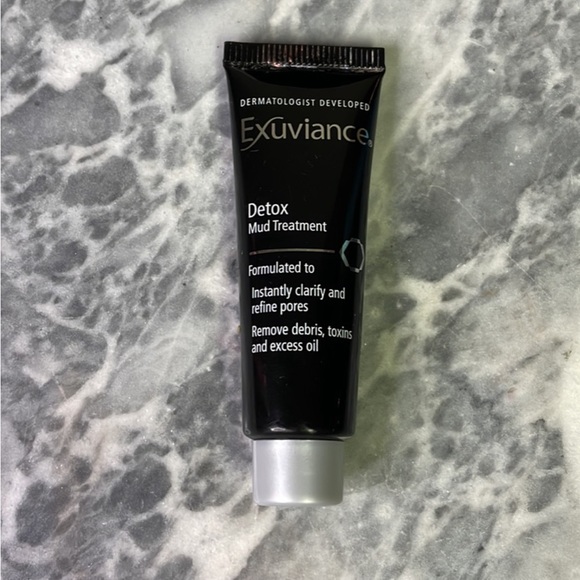 DERMATOLOGIST DEVELOPED
Exuviance®
Detox
Mud Treatment
Formulated to
Instantly clarify and
refine pores
Remove debris, toxins
and excess oil